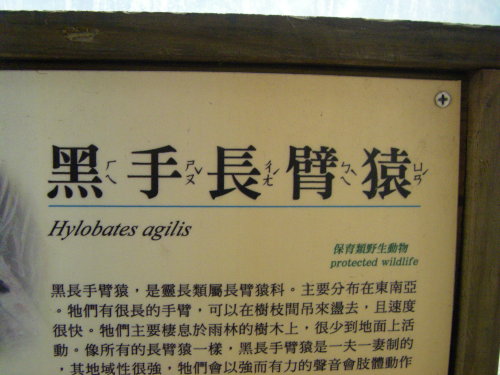 黑ㄏㄟ手ㄕㄡˇ長ㄔㄤˊ臂ㄅㄟˋ猿ㄩㄢˊ
Hylobates agilis
保育類野生動物
protected wildlife
黑長手臂猿，是靈長類屬長臂猿科。主要分布在東南亞
。牠們有很長的手臂，可以在樹枝間吊來盪去，且速度
很快。牠們主要棲息於雨林的樹木上，很少到地面上活
動。像所有的長臂猿一樣，黑長手臂猿是一夫一妻制的
，其地域性很強，牠們會以強而有力的聲音會肢體動作